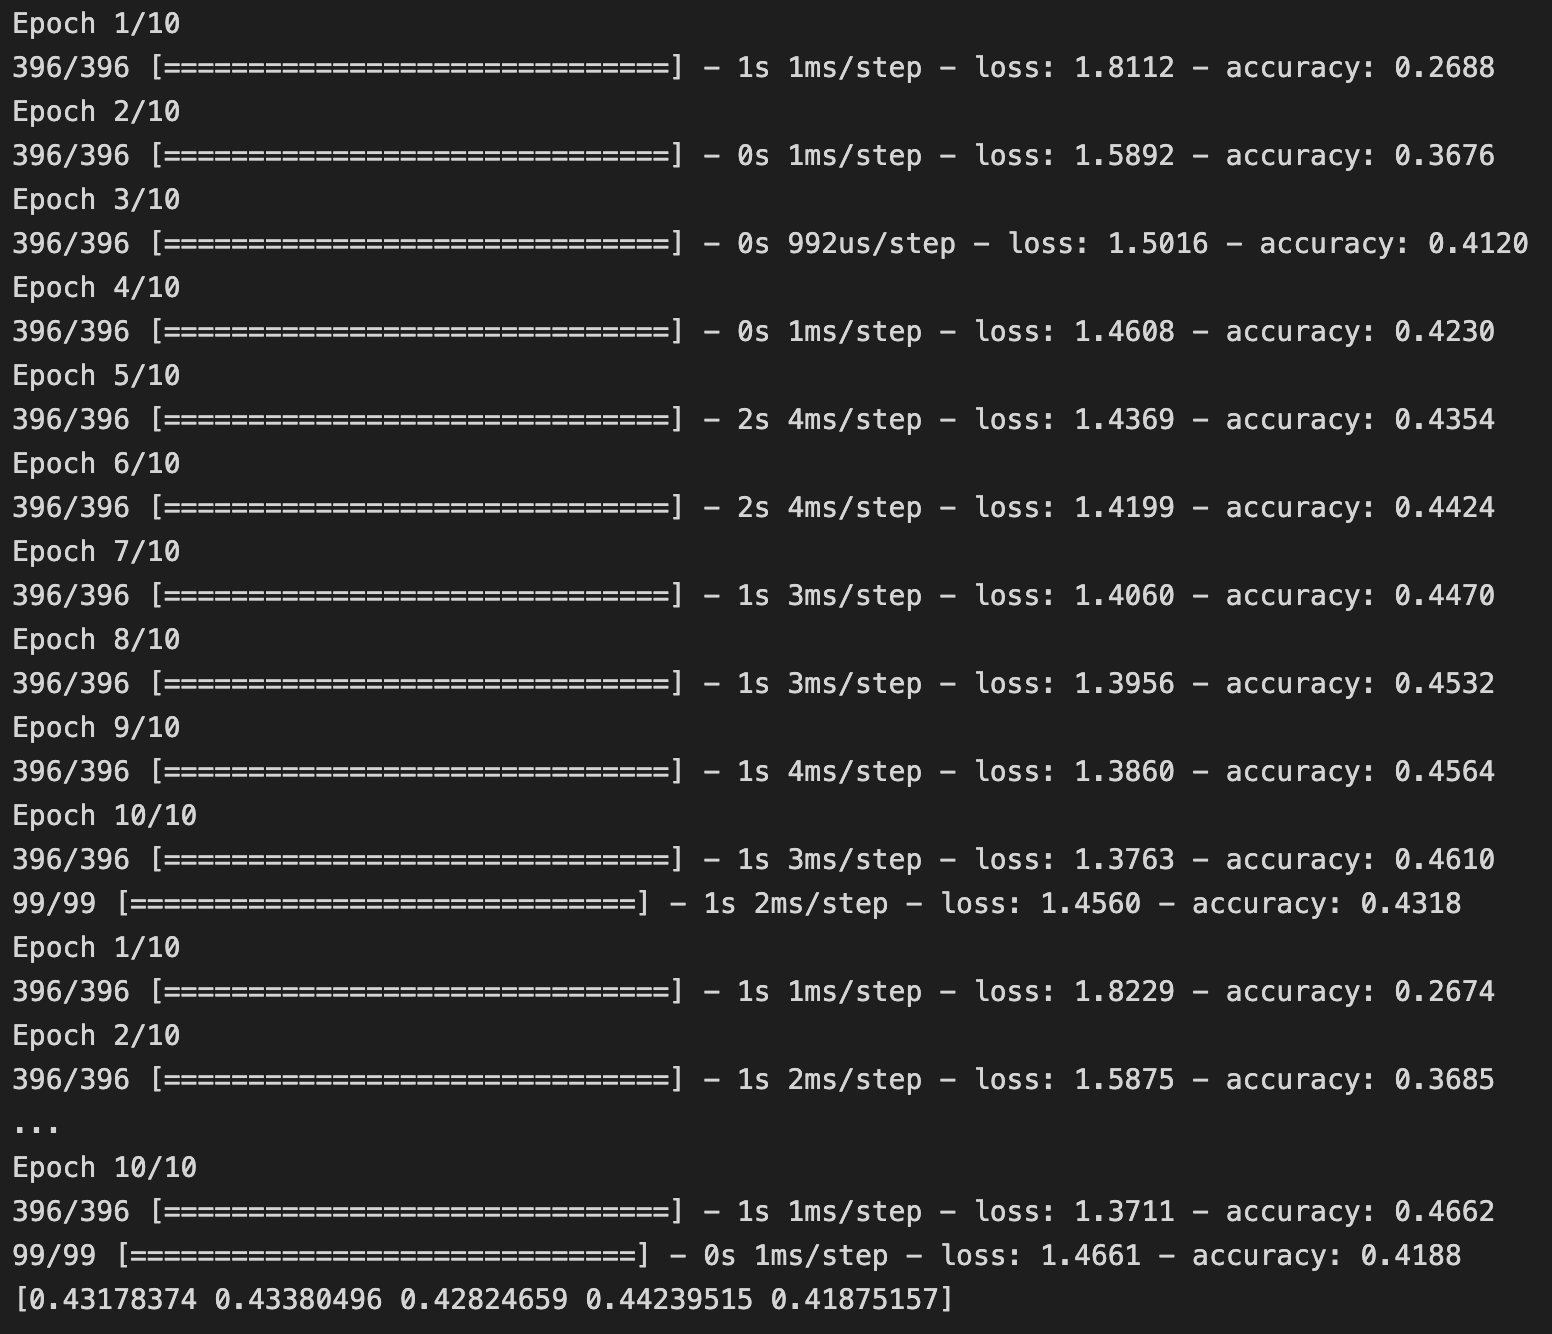 Epoch 1/10
396/396 [==============================] - 1s 1ms/step - loss: 1.8112 - accuracy: 0.2688
Epoch 2/10
396/396 [==============================] - 0s 1ms/step - loss: 1.5892 - accuracy: 0.3676
Epoch 3/10
396/396 [==============================] - 0s 992us/step - loss: 1.5016 - accuracy: 0.4120
Epoch 4/10
396/396 [==============================] - 0s 1ms/step - loss: 1.4608 - accuracy: 0.4230
Epoch 5/10
396/396 [==============================] - 2s 4ms/step - loss: 1.4369 - accuracy: 0.4354
Epoch 6/10
396/396 [==============================] - 2s 4ms/step - loss: 1.4199 - accuracy: 0.4424
Epoch 7/10
396/396 [==============================] - 1s 3ms/step - loss: 1.4060 - accuracy: 0.4470
Epoch 8/10
396/396 [==============================] - 1s 3ms/step - loss: 1.3956 - accuracy: 0.4532
Epoch 9/10
396/396 [==============================] - 1s 4ms/step - loss: 1.3860 - accuracy: 0.4564
Epoch 10/10
396/396 [==============================] - 1s 3ms/step - loss: 1.3763 - accuracy: 0.4610
99/99 [==============================] - 1s 2ms/step - loss: 1.4560 - accuracy: 0.4318
Epoch 1/10
396/396 [==============================] - 1s 1ms/step - loss: 1.8229 - accuracy: 0.2674
Epoch 2/10
396/396 [==============================] - 1s 2ms/step - loss: 1.5875 - accuracy: 0.3685
...
Epoch 10/10
396/396 [==============================] - 1s 1ms/step - loss: 1.3711 - accuracy: 0.4662
99/99 [==============================] - 0s 1ms/step - loss: 1.4661 - accuracy: 0.4188
[0.43178374 0.43380496 0.42824659 0.44239515 0.41875157]